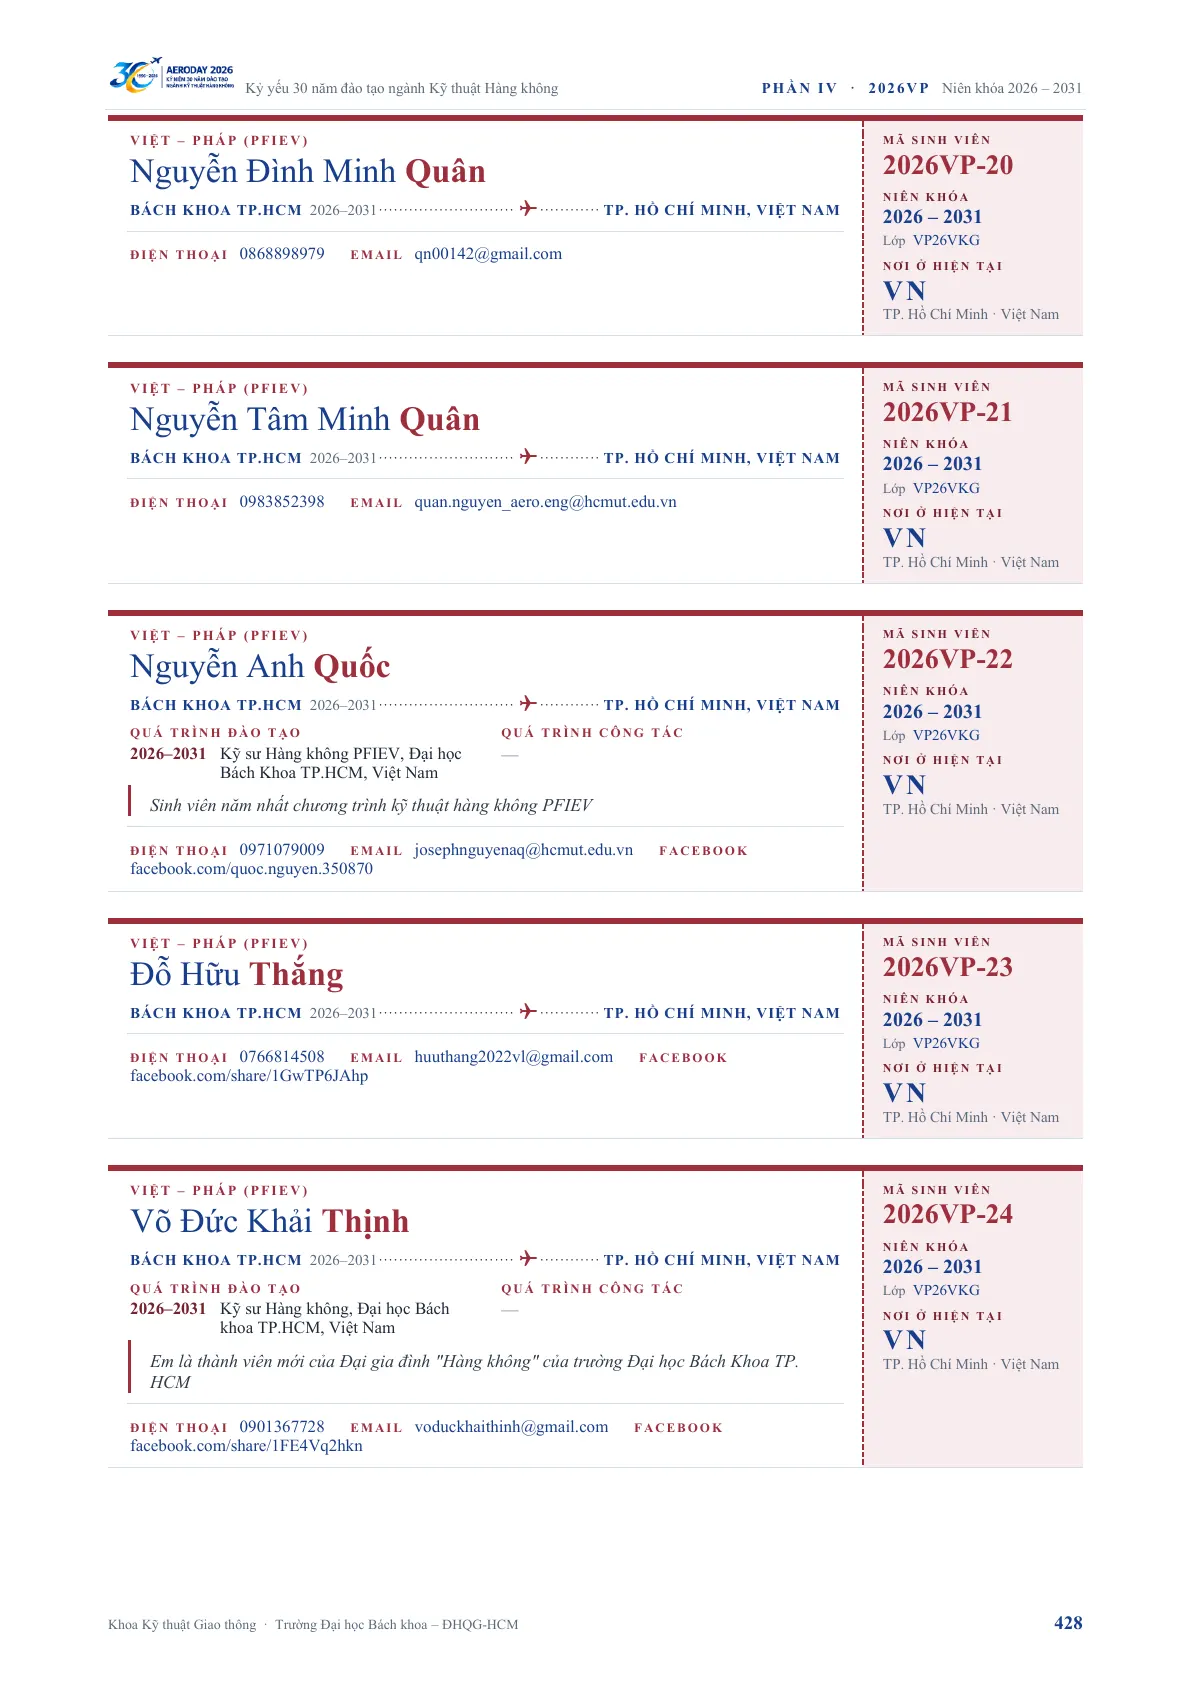 30
1996 - 2026
AERODAY 2026
KỶ NIỆM 30 NĂM ĐÀO TẠO
NGÀNH KỸ THUẬT HÀNG KHÔNG
Kỷ yếu 30 năm đào tạo ngành Kỹ thuật Hàng không
PHẦN IV · 2026VP Niên khóa 2026 – 2031
VIỆT – PHÁP (PFIEV)
Nguyễn Đình Minh Quân
BÁCH KHOA TP.HCM 2026–2031 TP. HỒ CHÍ MINH, VIỆT NAM
ĐIỆN THOẠI 0868898979 EMAIL qn00142@gmail.com
MÃ SINH VIÊN
2026VP-20
NIÊN KHÓA
2026 – 2031
Lớp VP26VKG
NƠI Ở HIỆN TẠI
VN
TP. Hồ Chí Minh · Việt Nam
VIỆT – PHÁP (PFIEV)
Nguyễn Tâm Minh Quân
BÁCH KHOA TP.HCM 2026–2031 TP. HỒ CHÍ MINH, VIỆT NAM
ĐIỆN THOẠI 0983852398 EMAIL quan.nguyen_aero.eng@hcmut.edu.vn
MÃ SINH VIÊN
2026VP-21
NIÊN KHÓA
2026 – 2031
Lớp VP26VKG
NƠI Ở HIỆN TẠI
VN
TP. Hồ Chí Minh · Việt Nam
VIỆT – PHÁP (PFIEV)
Nguyễn Anh Quốc
BÁCH KHOA TP.HCM 2026–2031 TP. HỒ CHÍ MINH, VIỆT NAM
QUÁ TRÌNH ĐÀO TẠO
2026–2031 Kỹ sư Hàng không PFIEV, Đại học
Bách Khoa TP.HCM, Việt Nam
QUÁ TRÌNH CÔNG TÁC
—
Sinh viên năm nhất chương trình kỹ thuật hàng không PFIEV
ĐIỆN THOẠI 0971079009 EMAIL josephnguyenaq@hcmut.edu.vn FACEBOOK
facebook.com/quoc.nguyen.350870
MÃ SINH VIÊN
2026VP-22
NIÊN KHÓA
2026 – 2031
Lớp VP26VKG
NƠI Ở HIỆN TẠI
VN
TP. Hồ Chí Minh · Việt Nam
VIỆT – PHÁP (PFIEV)
Đỗ Hữu Thắng
BÁCH KHOA TP.HCM 2026–2031 TP. HỒ CHÍ MINH, VIỆT NAM
ĐIỆN THOẠI 0766814508 EMAIL huuthang2022vl@gmail.com FACEBOOK
facebook.com/share/1GwTP6JAhp
MÃ SINH VIÊN
2026VP-23
NIÊN KHÓA
2026 – 2031
Lớp VP26VKG
NƠI Ở HIỆN TẠI
VN
TP. Hồ Chí Minh · Việt Nam
VIỆT – PHÁP (PFIEV)
Võ Đức Khải Thịnh
BÁCH KHOA TP.HCM 2026–2031 TP. HỒ CHÍ MINH, VIỆT NAM
QUÁ TRÌNH ĐÀO TẠO
2026–2031 Kỹ sư Hàng không, Đại học Bách
khoa TP.HCM, Việt Nam
QUÁ TRÌNH CÔNG TÁC
—
Em là thành viên mới của Đại gia đình "Hàng không" của trường Đại học Bách Khoa TP.
HCM
ĐIỆN THOẠI 0901367728 EMAIL voduckhaithinh@gmail.com FACEBOOK
facebook.com/share/1FE4Vq2hkn
MÃ SINH VIÊN
2026VP-24
NIÊN KHÓA
2026 – 2031
Lớp VP26VKG
NƠI Ở HIỆN TẠI
VN
TP. Hồ Chí Minh · Việt Nam
Khoa Kỹ thuật Giao thông · Trường Đại học Bách khoa – ĐHQG-HCM
428